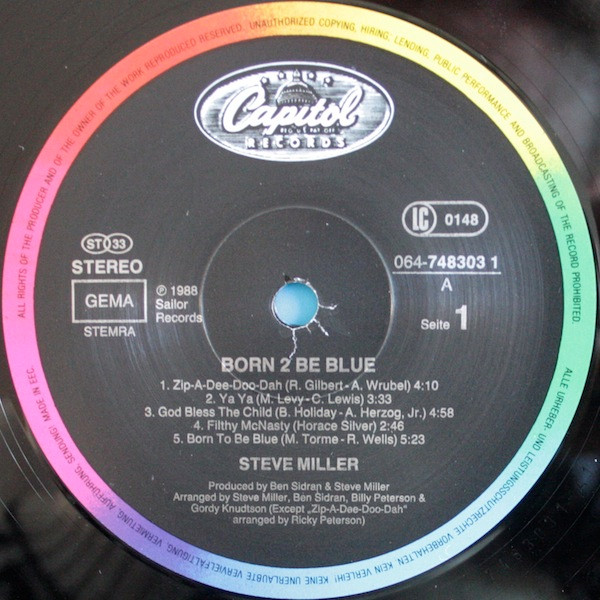 ALL RIGHTS OF THE PRODUCER AND OF THE OWNER OF THE WORK REPRODUCED RESERVED. UNAUTHORIZED COPYING, HIRING, LENDING, PUBLIC PERFORMANCE AND BROADCASTING OF THE RECORD PROHIBITED.
Capitol
RECORDS
LC 0148
ST 33
STEREO
064-748303 1
GEMA
STEMRA
℗ 1988
Sailor
Records
A
Seite 1
BORN 2 BE BLUE
1. Zip-A-Dee-Doo-Dah (R. Gilbert - A. Wrubel) 4:10
2. Ya Ya (M. Levy - C. Lewis) 3:33
3. God Bless The Child (B. Holiday - A. Herzog, Jr.) 4:58
4. Filthy McNasty (Horace Silver) 2:46
5. Born To Be Blue (M. Torme - R. Wells) 5:23
STEVE MILLER
Produced by Ben Sidran & Steve Miller
Arranged by Steve Miller, Ben Sidran, Billy Peterson &
Gordy Knudtson (Except „Zip-A-Dee-Doo-Dah"
arranged by Ricky Peterson)
ALLE URHEBER- UND LEISTUNGSSCHUTZRECHTE VORBEHALTEN. KEIN VERLEIH! KEINE UNERLAUBTE VERVIELFÄLTIGUNG, VERMIETUNG, AUFFÜHRUNG, SENDUNG! MADE IN EEC.